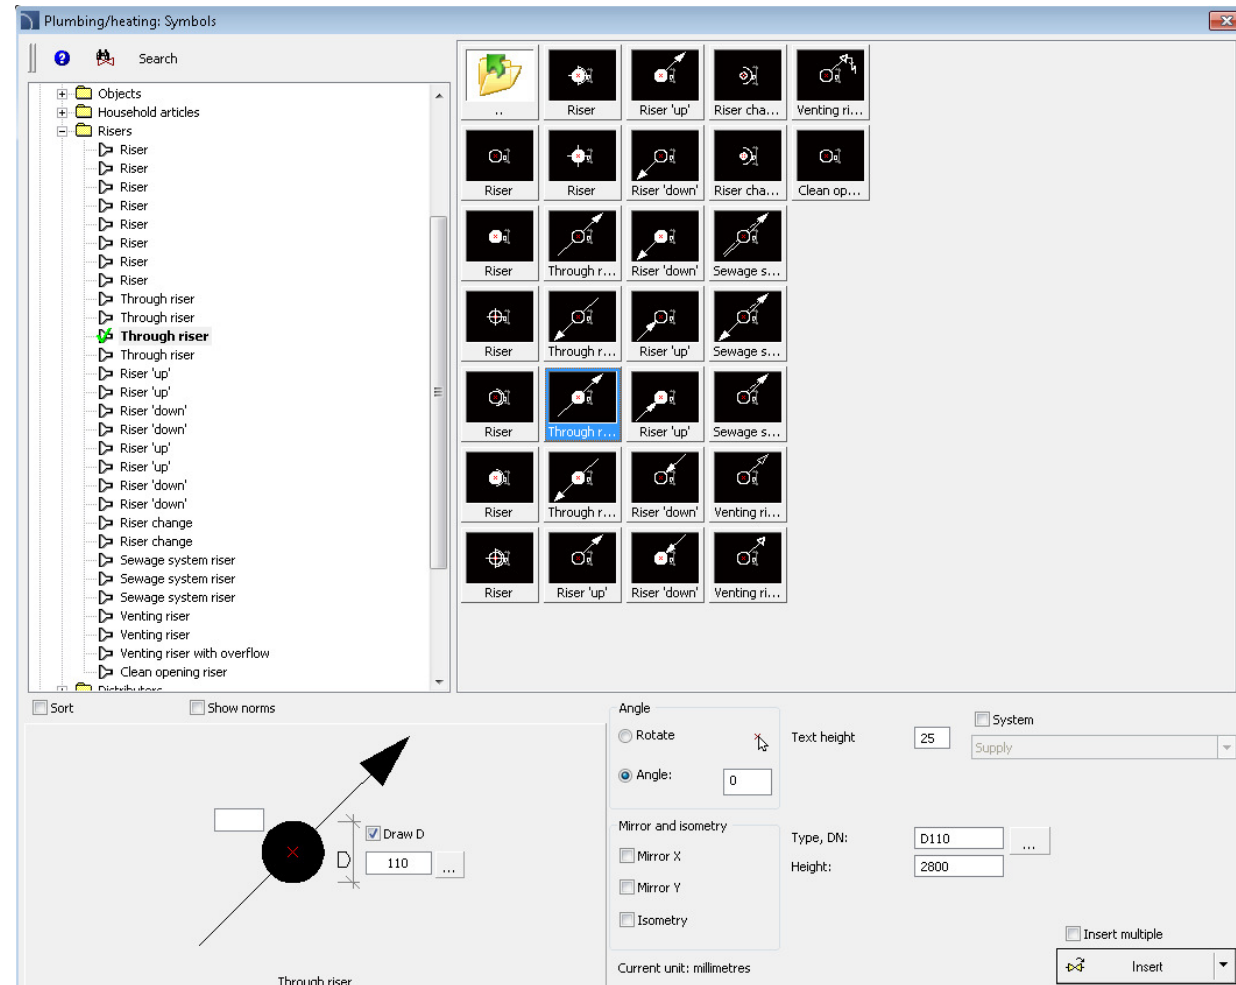 Plumbing/heating: Symbols
Search
Objects
Household articles
Risers
Riser
Riser
Riser
Riser
Riser
Riser
Riser
Riser
Through riser
Through riser
Through riser
Through riser
Riser 'up'
Riser 'up'
Riser 'down'
Riser 'down'
Riser 'up'
Riser 'up'
Riser 'down'
Riser 'down'
Riser change
Riser change
Sewage system riser
Sewage system riser
Sewage system riser
Venting riser
Venting riser
Venting riser with overflow
Clean opening riser
Distributors
.. Riser Riser 'up' Riser cha... Venting ri...
Riser Riser Riser 'down' Riser cha... Clean op...
Riser Through r... Riser 'down' Sewage s...
Riser Through r... Riser 'up' Sewage s...
Riser Through r... Riser 'up' Sewage s...
Riser Through r... Riser 'down' Venting ri...
Riser Riser 'up' Riser 'down' Venting ri...
Sort Show norms
Draw D
D 110 ...
Through riser
Angle
Rotate
Angle: 0
Mirror and isometry
Mirror X
Mirror Y
Isometry
Current unit: millimetres
Text height 25
System
Supply
Type, DN: D110 ...
Height: 2800
Insert multiple
Insert